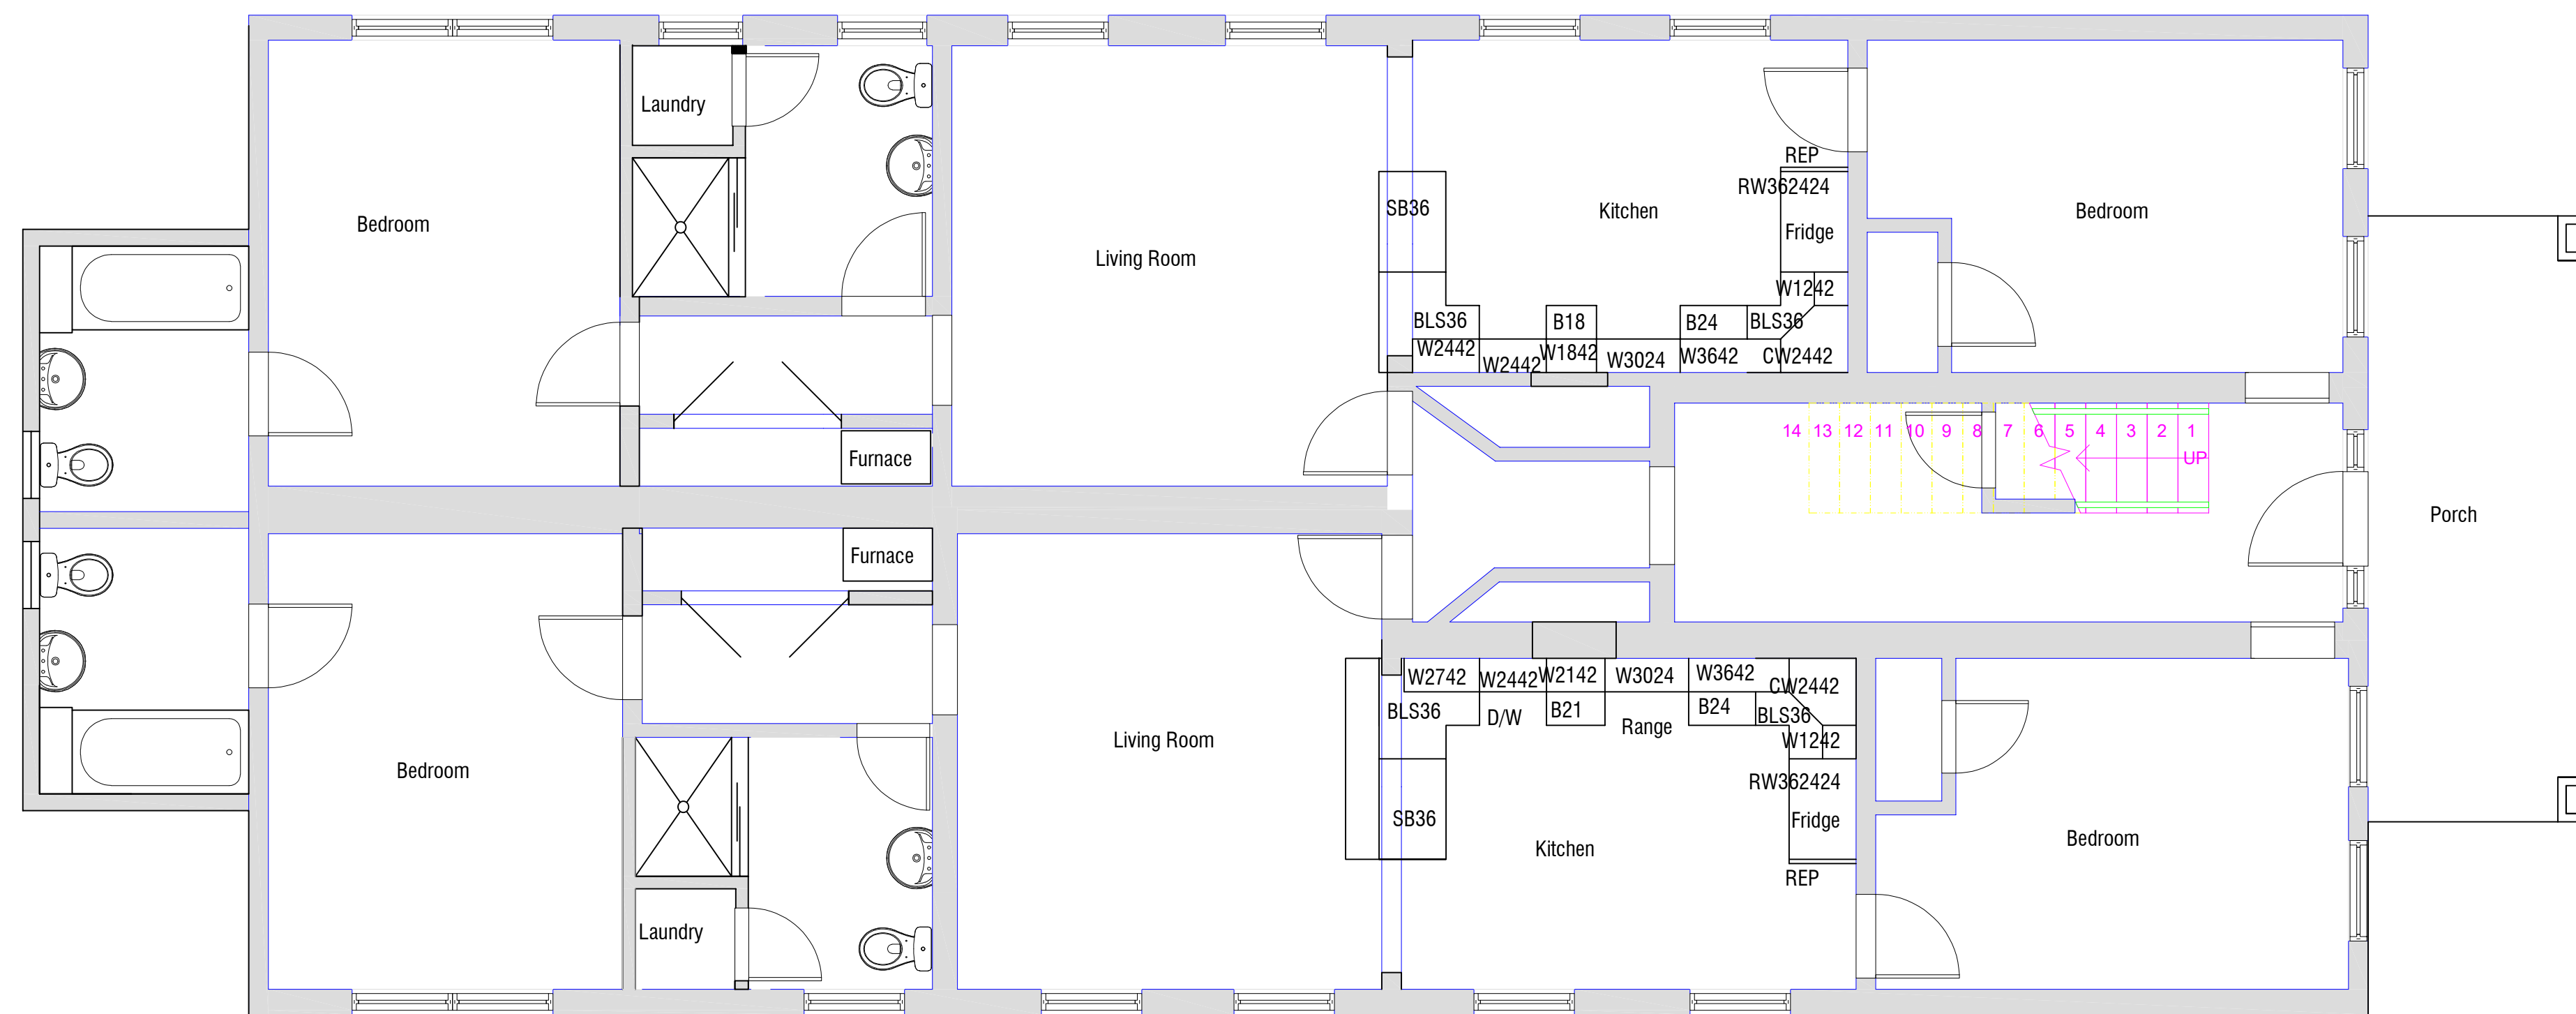 Laundry
Bedroom
Living Room
SB36
Kitchen
REP
RW362424
Fridge
W1242
Bedroom
BLS36
B18
B24
BLS36
W2442
W2442
W1842
W3024
W3642
CW2442
Furnace
14 13 12 11 10 9 8 7 6 5 4 3 2 1
UP
Porch
Furnace
W2742
W2442
W2142
W3024
W3642
CW2442
BLS36
D/W
B21
Range
B24
BLS36
W1242
Living Room
Bedroom
RW362424
SB36
Fridge
Kitchen
Bedroom
REP
Laundry